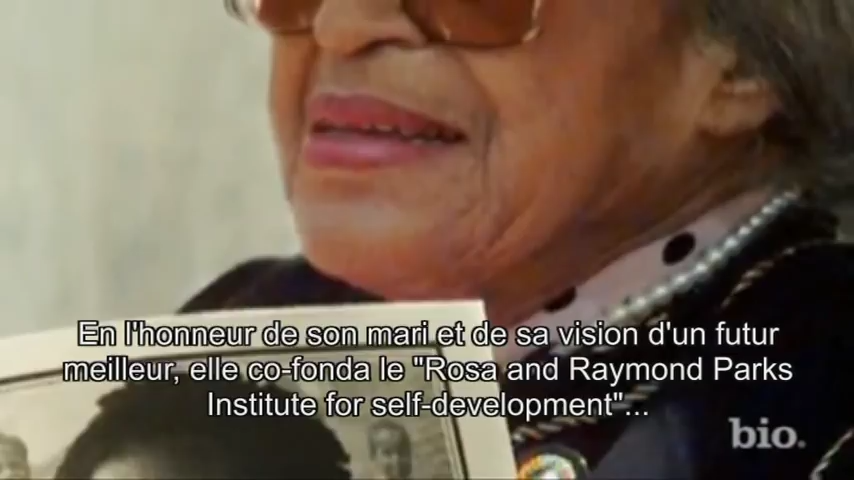 En l'honneur de son mari et de sa vision d'un futur
meilleur, elle co-fonda le "Rosa and Raymond Parks
Institute for self-development"...
bio.